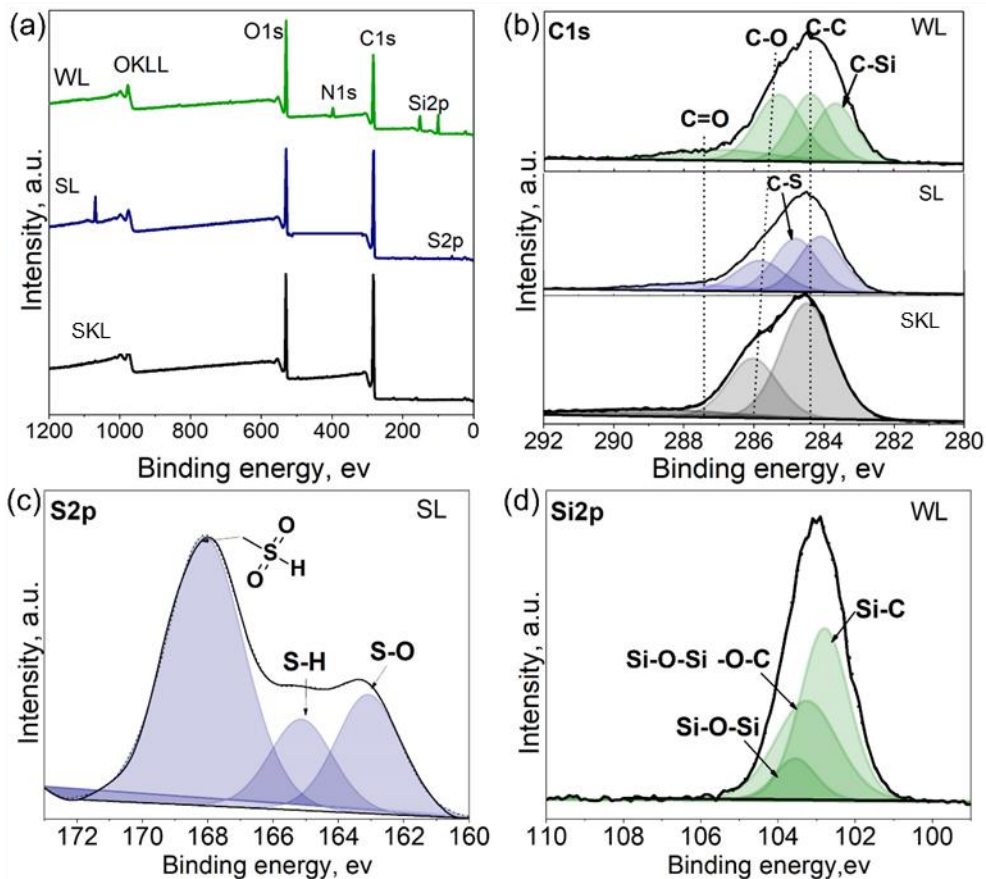 (a)
WL
OKLL
O1s
N1s
C1s
Si2p
SL
S2p
SKL
Intensity, a.u.
1200 1000 800 600 400 200 0
Binding energy, ev
(b)
C1s
WL
C-O
C-C
C-Si
C=O
SL
C-S
SKL
Intensity, a.u.
292 290 288 286 284 282 280
Binding energy, ev
(c)
S2p
SL
O
S
H
O
S-H
S-O
Intensity, a.u.
172 170 168 166 164 162 160
Binding energy, ev
(d)
Si2p
WL
Si-C
Si-O-Si -O-C
Si-O-Si
Intensity, a.u.
110 108 106 104 102 100
Binding energy,ev